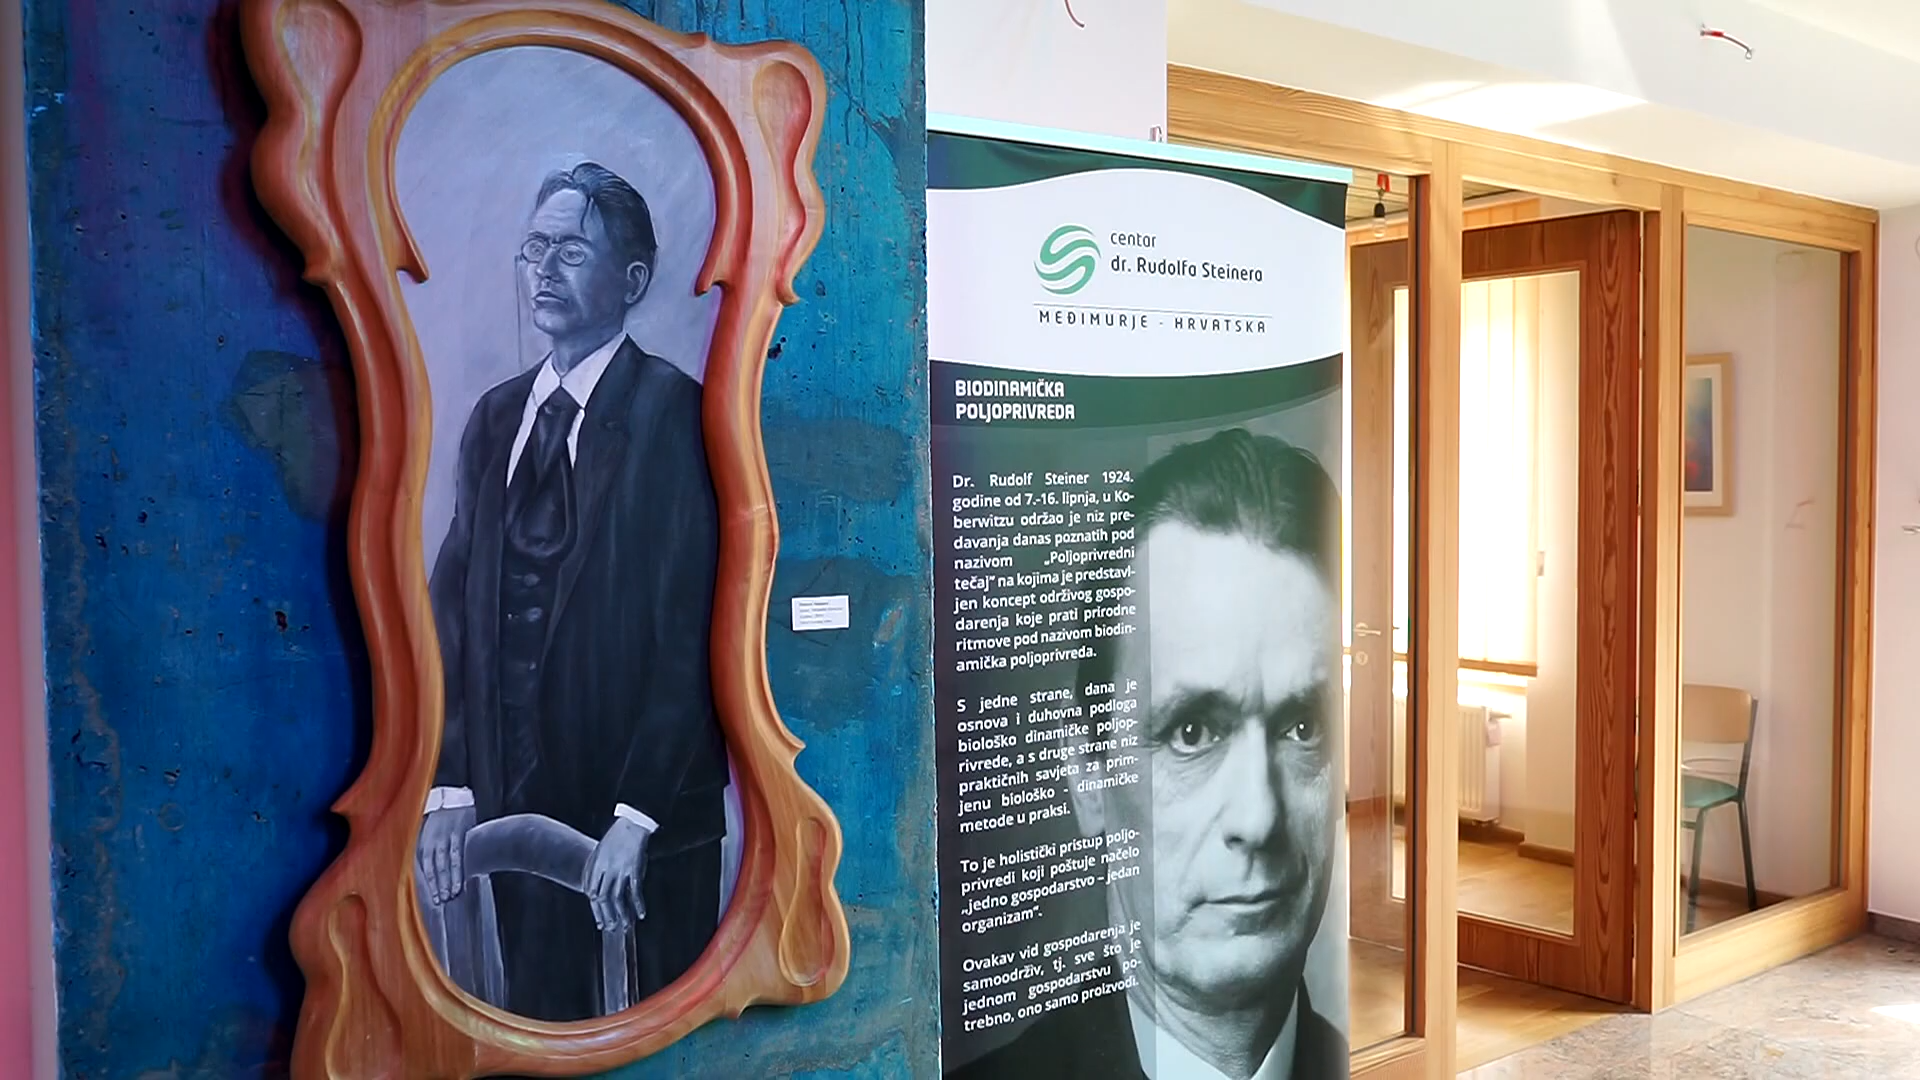 centar
dr. Rudolfa Steinera
MEĐIMURJE - HRVATSKA
BIODINAMIČKA
POLJOPRIVREDA
Dr. Rudolf Steiner 1924.
godine od 7.-16. lipnja, u Ko-
berwitzu održao je niz pre-
davanja danas poznatih pod
nazivom „Poljoprivredni
tečaj" na kojima je predstavl-
jen koncept održivog gospo-
darenja koje prati prirodne
ritmove pod nazivom biodin-
amička poljoprivreda.
S jedne strane, dana je
osnova i duhovna podloga
biološko dinamičke poljop-
rivrede, a s druge strane niz
praktičnih savjeta za prim-
jenu biološko - dinamičke
metode u praksi.
To je holistički pristup poljo-
privredi koji poštuje načelo
„jedno gospodarstvo – jedan
organizam".
Ovakav vid gospodarenja je
samoodrživ, tj. sve što je
jednom gospodarstvu po-
trebno, ono samo proizvodi.